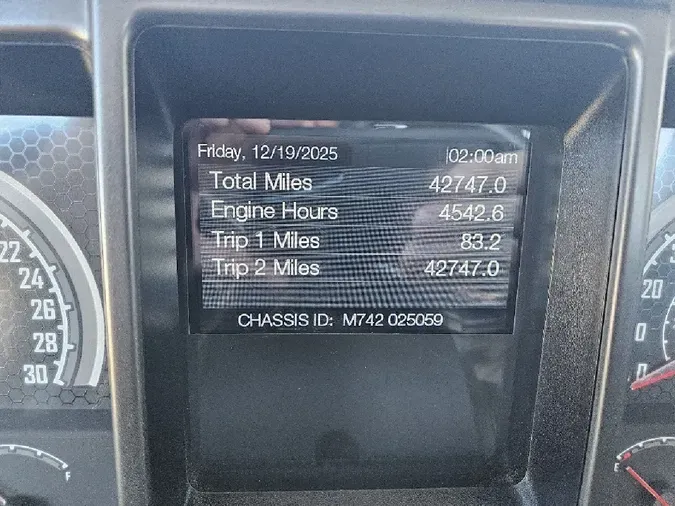 Friday, 12/19/2025 02:00am
Total Miles 42747.0
Engine Hours 4542.6
Trip 1 Miles 83.2
Trip 2 Miles 42747.0
CHASSIS ID: M742 025059
22
24
26
28
30
F
20
0
0